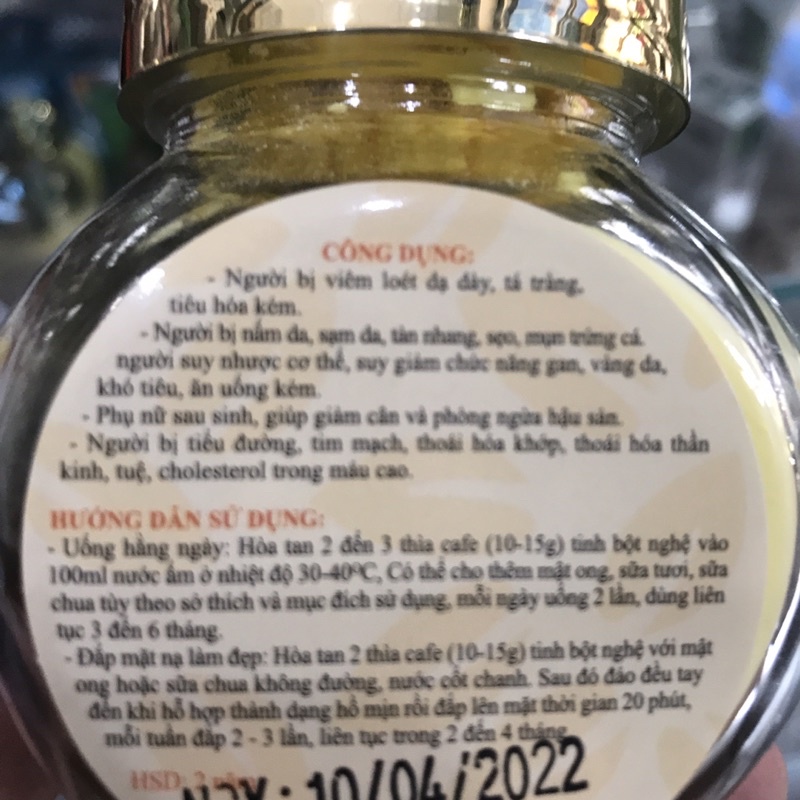 CÔNG DỤNG:
- Người bị viêm loét dạ dày, tá tràng,
tiêu hóa kém.
- Người bị nấm da, sạm da, tàn nhang, sẹo, mụn trứng cá.
người suy nhược cơ thể, suy giảm chức năng gan, vàng da,
khó tiêu, ăn uống kém.
- Phụ nữ sau sinh, giúp giảm cân và phòng ngừa hậu sản.
- Người bị tiểu đường, tim mạch, thoái hóa khớp, thoái hóa thần
kinh, tuệ, cholesterol trong máu cao.
HƯỚNG DẪN SỬ DỤNG:
- Uống hằng ngày: Hòa tan 2 đến 3 thìa cafe (10-15g) tinh bột nghệ vào
100ml nước ấm ở nhiệt độ 30-40ºC, Có thể cho thêm mật ong, sữa tươi, sữa
chua tùy theo sở thích và mục đích sử dụng, mỗi ngày uống 2 lần, dùng liên
tục 3 đến 6 tháng.
- Đắp mặt nạ làm đẹp: Hòa tan 2 thìa cafe (10-15g) tinh bột nghệ với mật
ong hoặc sữa chua không đường, nước cốt chanh. Sau đó đảo đều tay
đến khi hỗ hợp thành dạng hồ mịn rồi đắp lên mặt thời gian 20 phút,
mỗi tuần đắp 2 - 3 lần, liên tục trong 2 đến 4 tháng
HSD: 2 năm
NSX: 10/04/2022